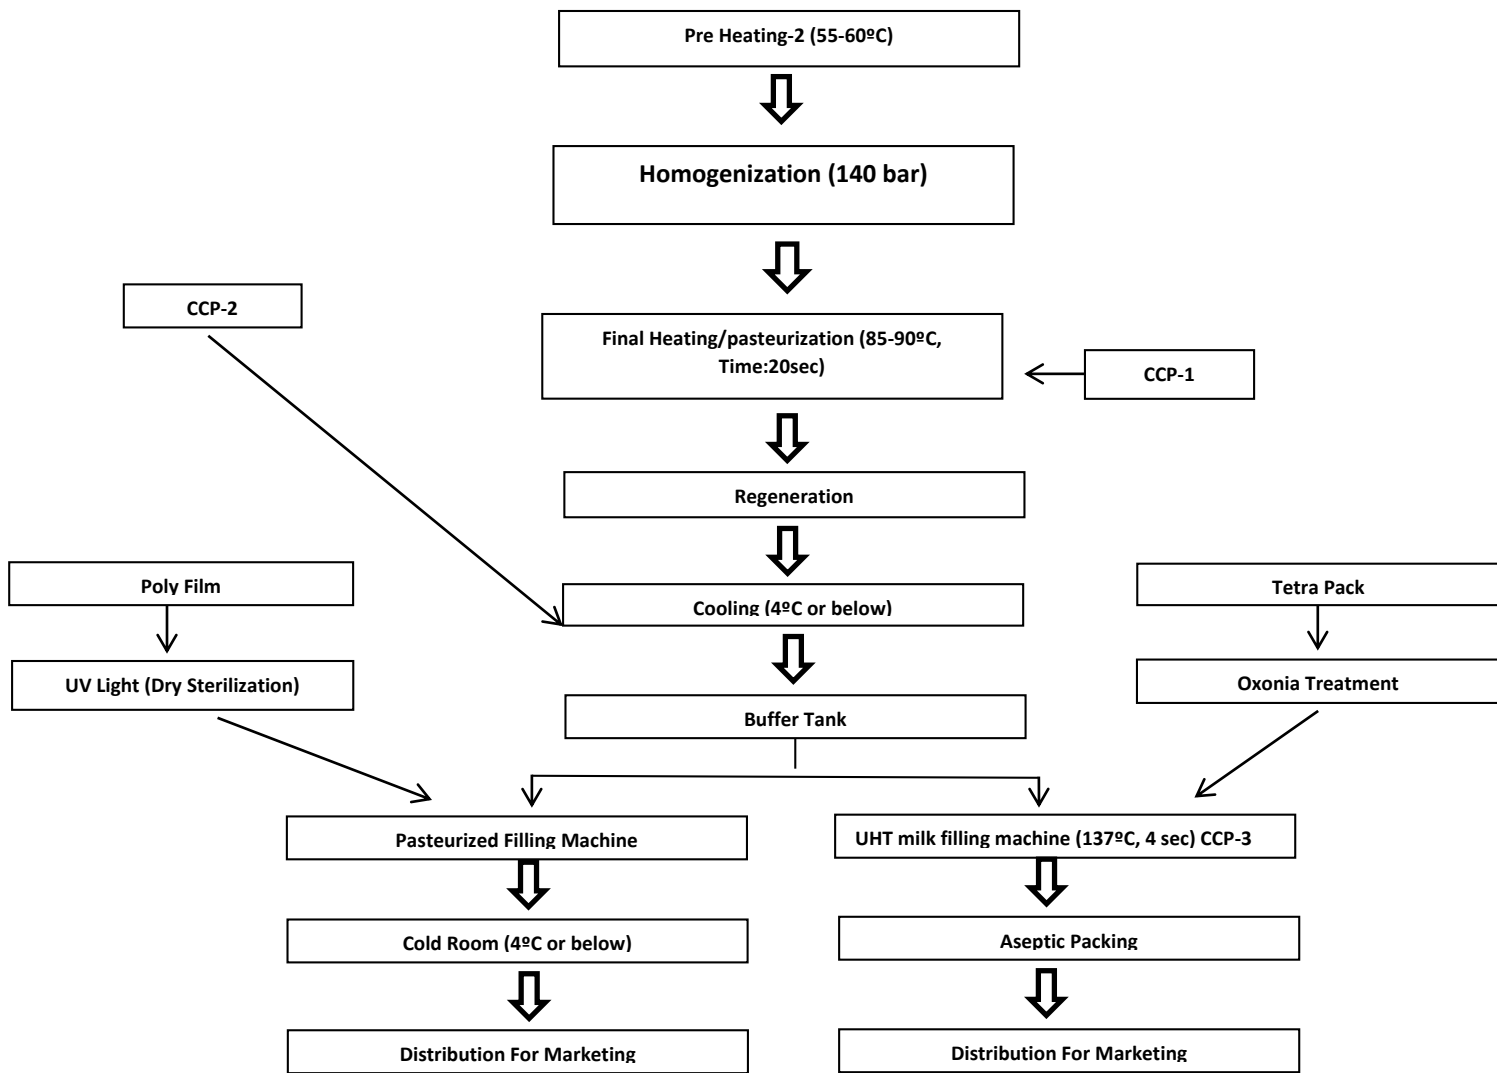 Pre Heating-2 (55-60ºC)
Homogenization (140 bar)
CCP-2
Final Heating/pasteurization (85-90ºC,
Time:20sec)
CCP-1
Regeneration
Poly Film
Cooling (4ºC or below)
Tetra Pack
UV Light (Dry Sterilization)
Oxonia Treatment
Buffer Tank
Pasteurized Filling Machine
UHT milk filling machine (137ºC, 4 sec) CCP-3
Cold Room (4ºC or below)
Aseptic Packing
Distribution For Marketing
Distribution For Marketing